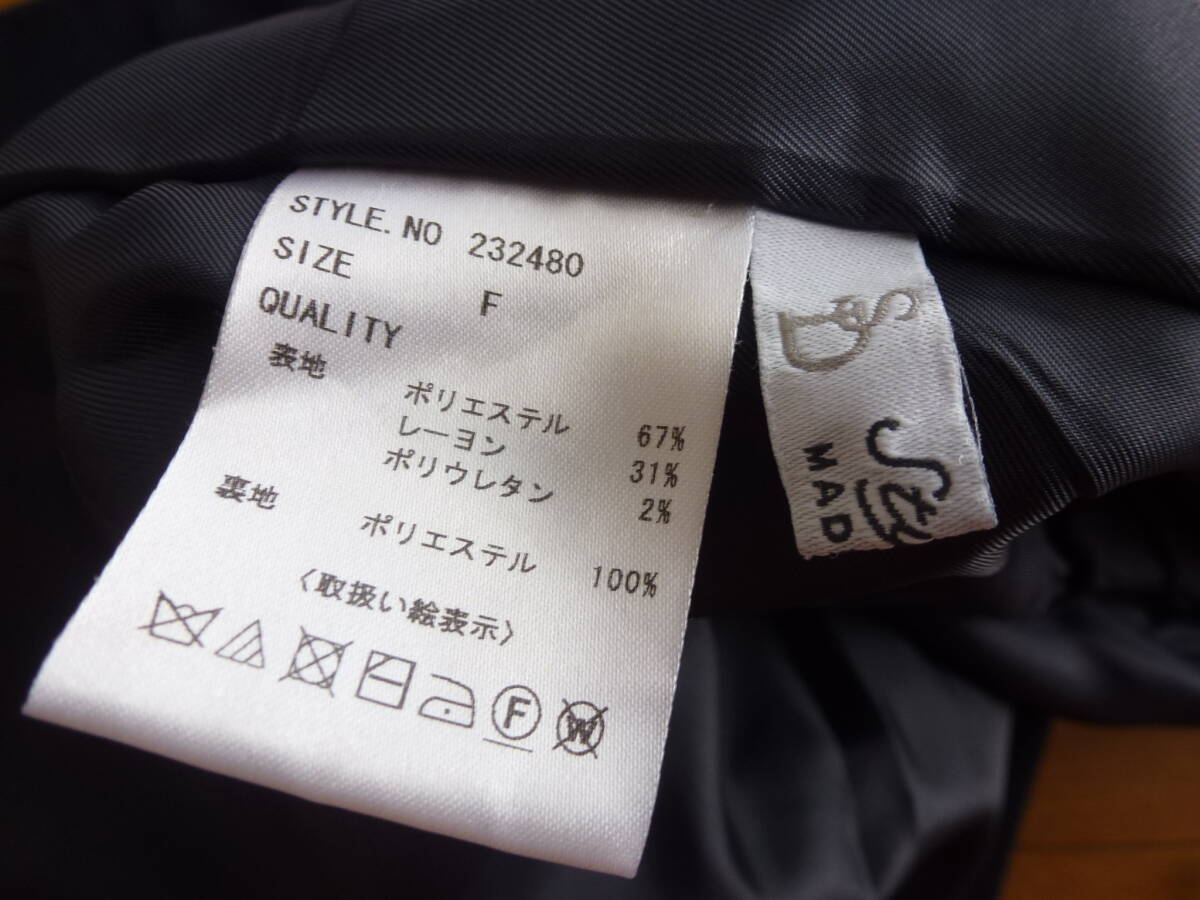 STYLE.NO 232480
SIZE F
QUALITY
表地
ポリエステル 67%
レーヨン 31%
ポリウレタン 2%
裏地
ポリエステル 100%
〈取扱い絵表示〉
F W
MAD